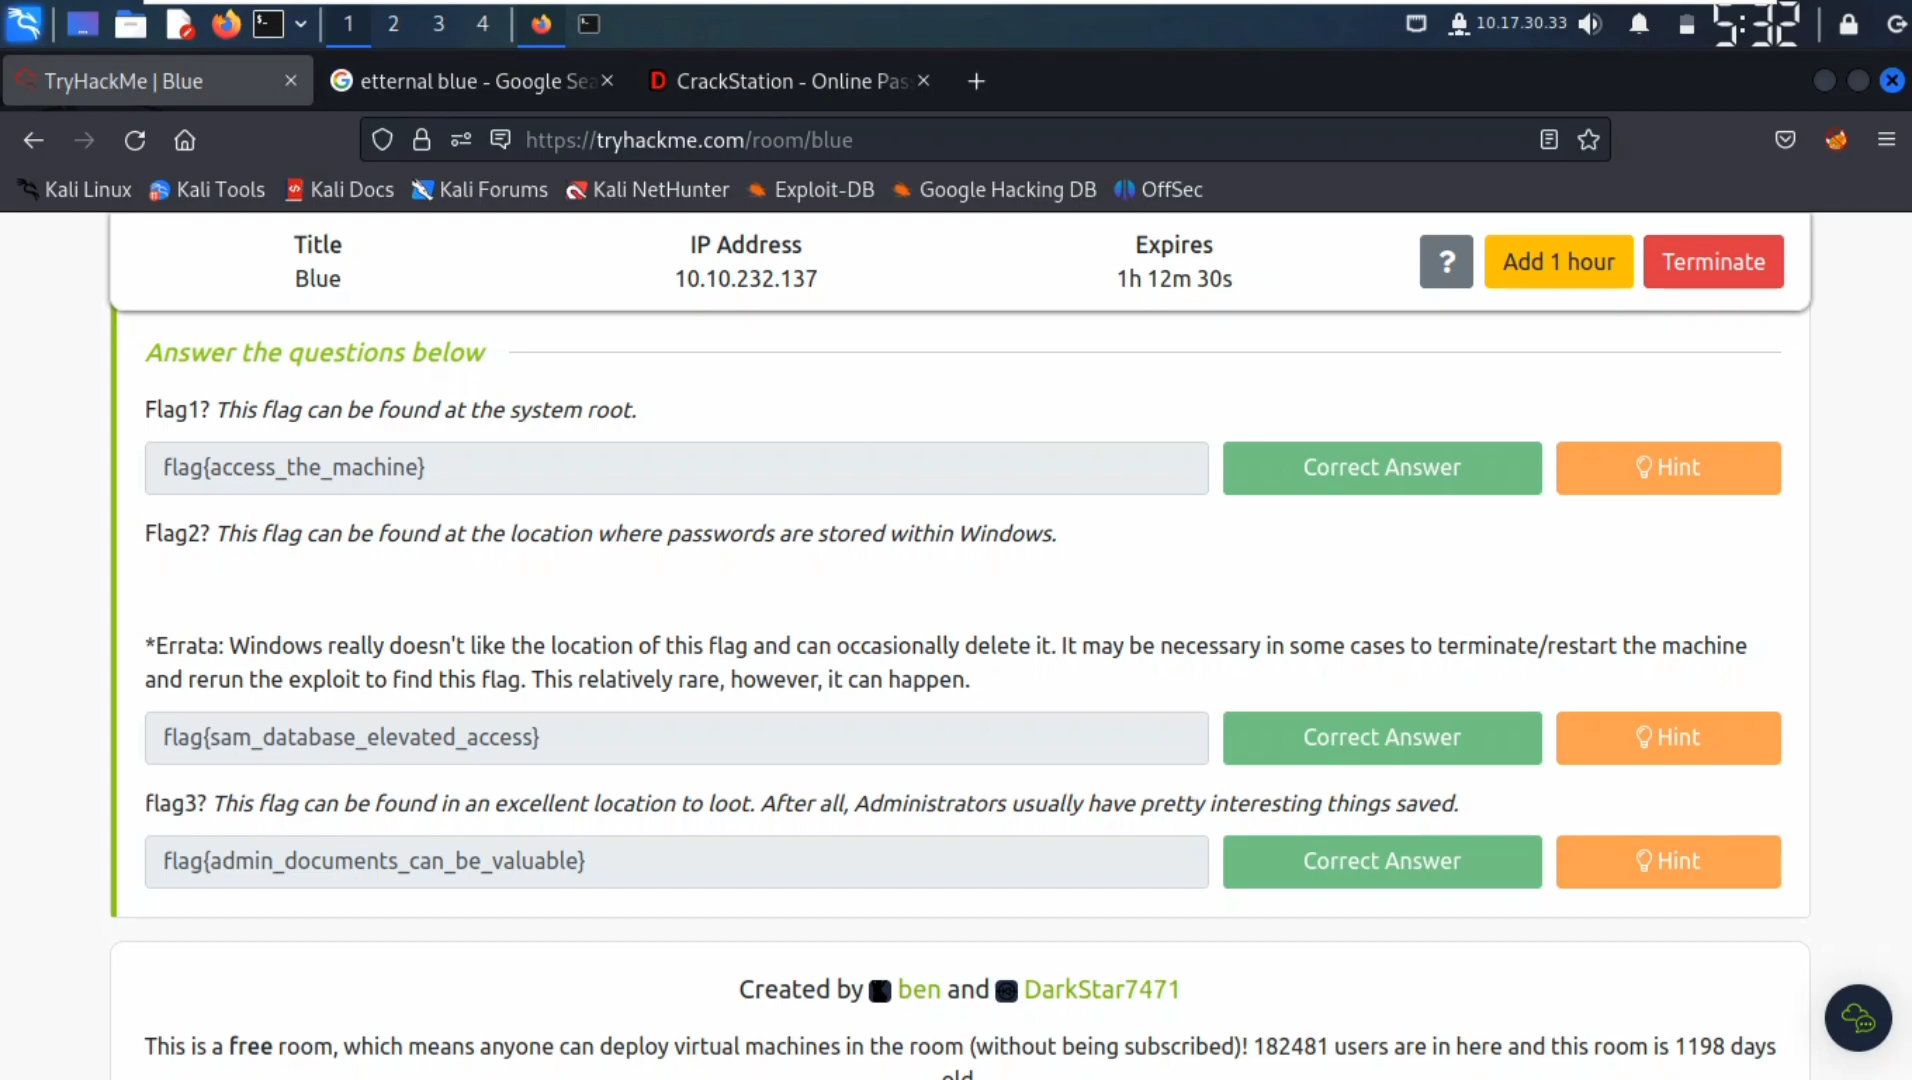 1 2 3 4 10.17.30.33 5:32
TryHackMe | Blue etternal blue - Google Sea CrackStation - Online Pas
https://tryhackme.com/room/blue
Kali Linux Kali Tools Kali Docs Kali Forums Kali NetHunter Exploit-DB Google Hacking DB OffSec
Title IP Address Expires
Blue 10.10.232.137 1h 12m 30s ? Add 1 hour Terminate
Answer the questions below
Flag1? This flag can be found at the system root.
flag{access_the_machine} Correct Answer Hint
Flag2? This flag can be found at the location where passwords are stored within Windows.
*Errata: Windows really doesn't like the location of this flag and can occasionally delete it. It may be necessary in some cases to terminate/restart the machine
and rerun the exploit to find this flag. This relatively rare, however, it can happen.
flag{sam_database_elevated_access} Correct Answer Hint
flag3? This flag can be found in an excellent location to loot. After all, Administrators usually have pretty interesting things saved.
flag{admin_documents_can_be_valuable} Correct Answer Hint
Created by ben and DarkStar7471
This is a free room, which means anyone can deploy virtual machines in the room (without being subscribed)! 182481 users are in here and this room is 1198 days
old